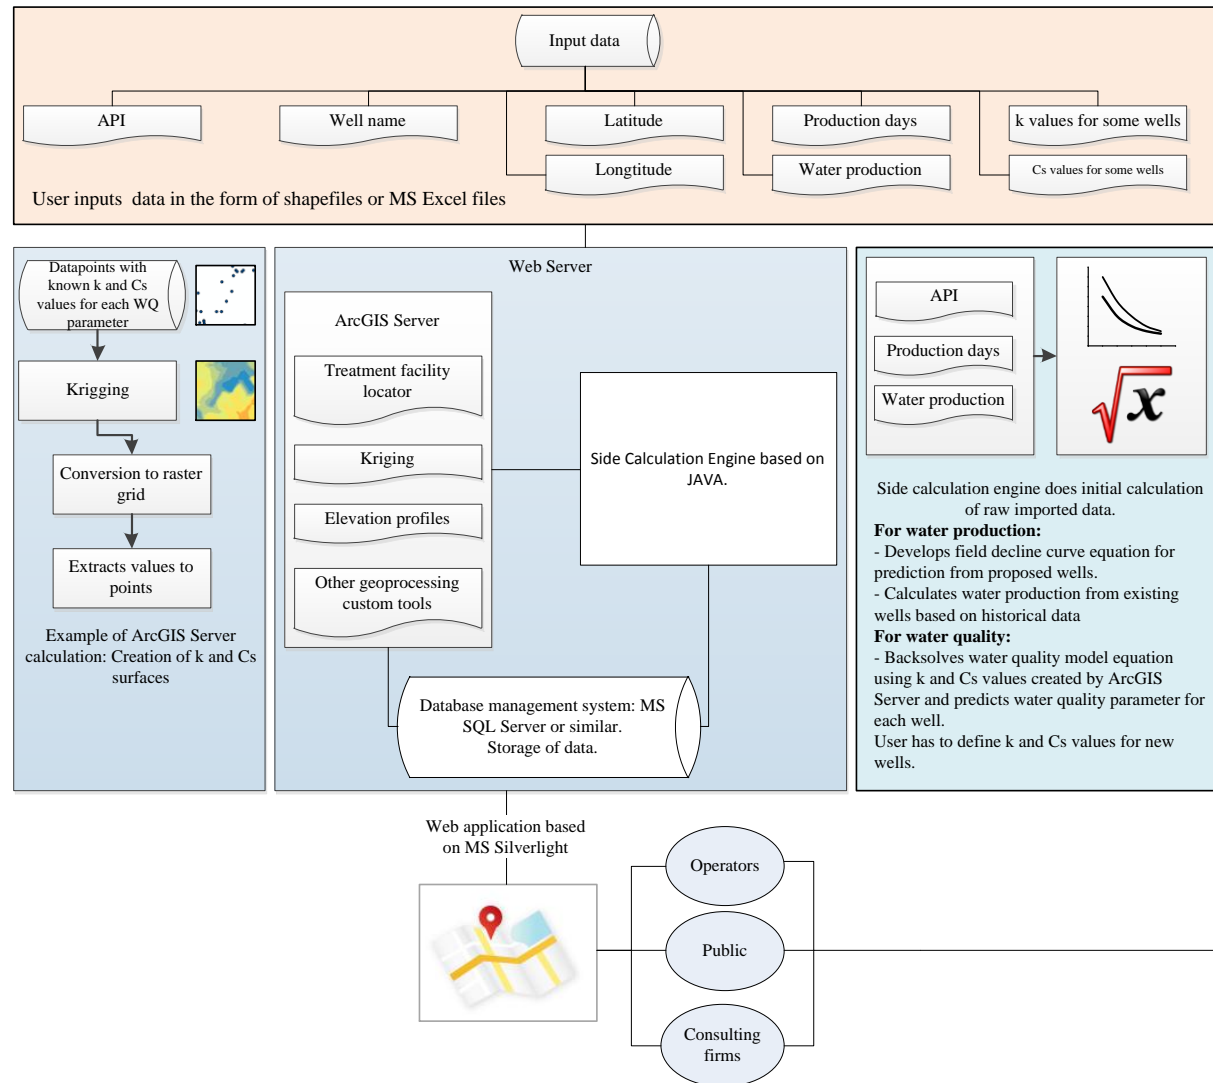 Input data
API
Well name
Latitude
Production days
k values for some wells
Longtitude
Water production
Cs values for some wells
User inputs data in the form of shapefiles or MS Excel files
Datapoints with
known k and Cs
values for each WQ
parameter
Krigging
Conversion to raster
grid
Extracts values to
points
Example of ArcGIS Server
calculation: Creation of k and Cs
surfaces
Web Server
ArcGIS Server
Treatment facility
locator
Kriging
Elevation profiles
Other geoprocessing
custom tools
Side Calculation Engine based on
JAVA.
Database management system: MS
SQL Server or similar.
Storage of data.
API
Production days
Water production
√x
Side calculation engine does initial calculation
of raw imported data.
For water production:
- Develops field decline curve equation for
prediction from proposed wells.
- Calculates water production from existing
wells based on historical data
For water quality:
- Backsolves water quality model equation
using k and Cs values created by ArcGIS
Server and predicts water quality parameter for
each well.
User has to define k and Cs values for new
wells.
Web application based
on MS Silverlight
Operators
Public
Consulting
firms